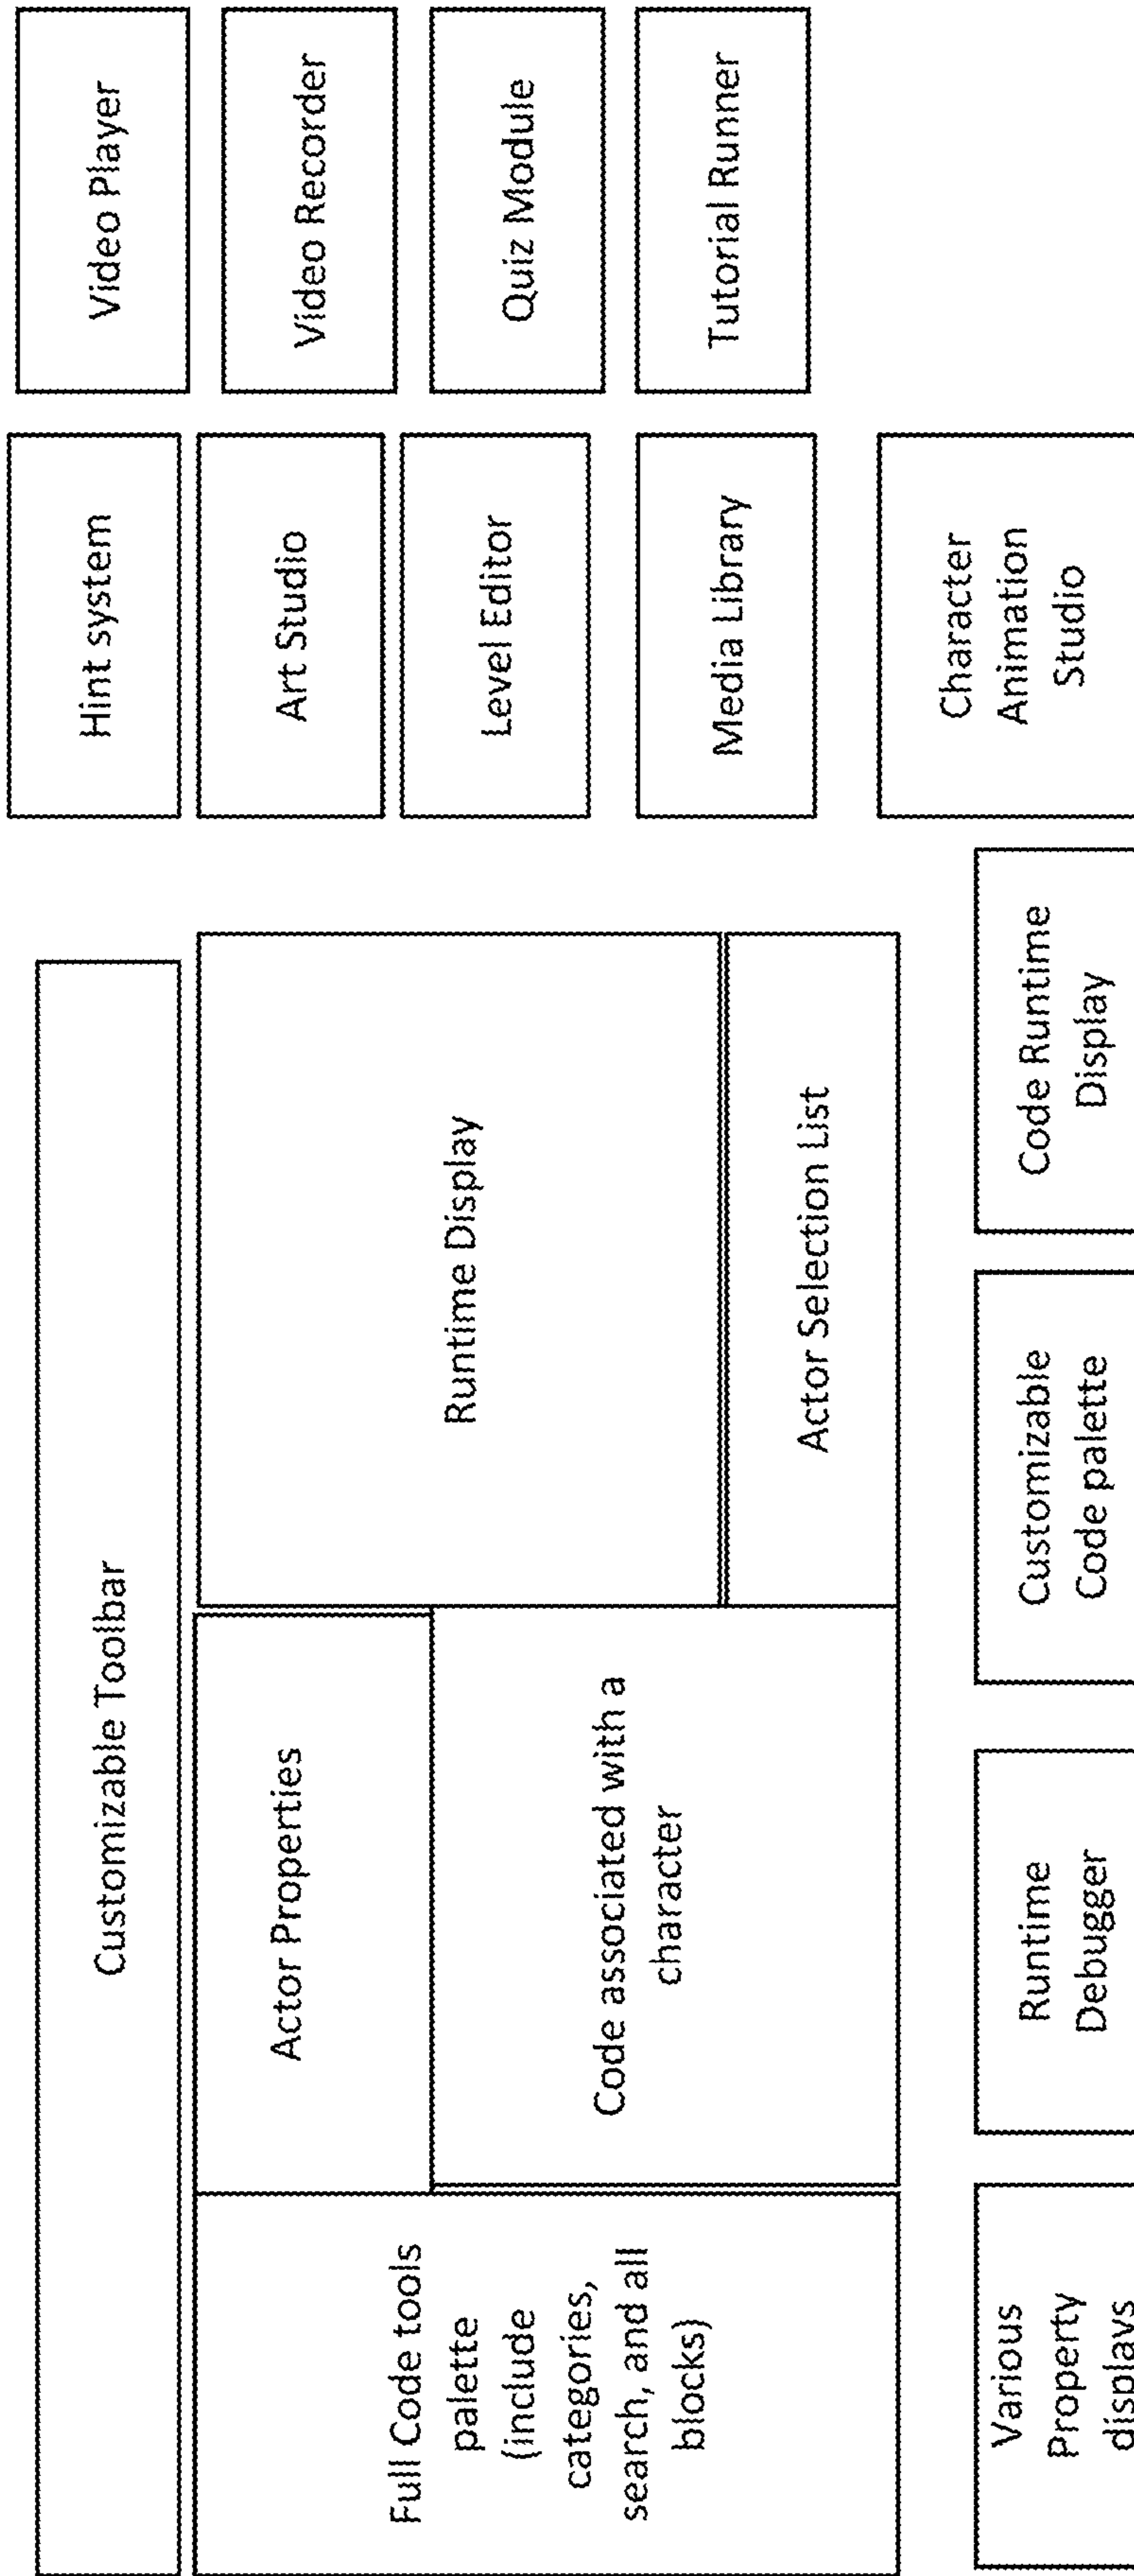 Customizable Toolbar
Hint system
Video Player
Full Code tools
palette
(include
categories,
search, and all
blocks)
Actor Properties
Code associated with a
character
Runtime Display
Actor Selection List
Art Studio
Video Recorder
Level Editor
Quiz Module
Media Library
Tutorial Runner
Character
Animation
Studio
Various
Property
displays
Runtime
Debugger
Customizable
Code palette
Code Runtime
Display